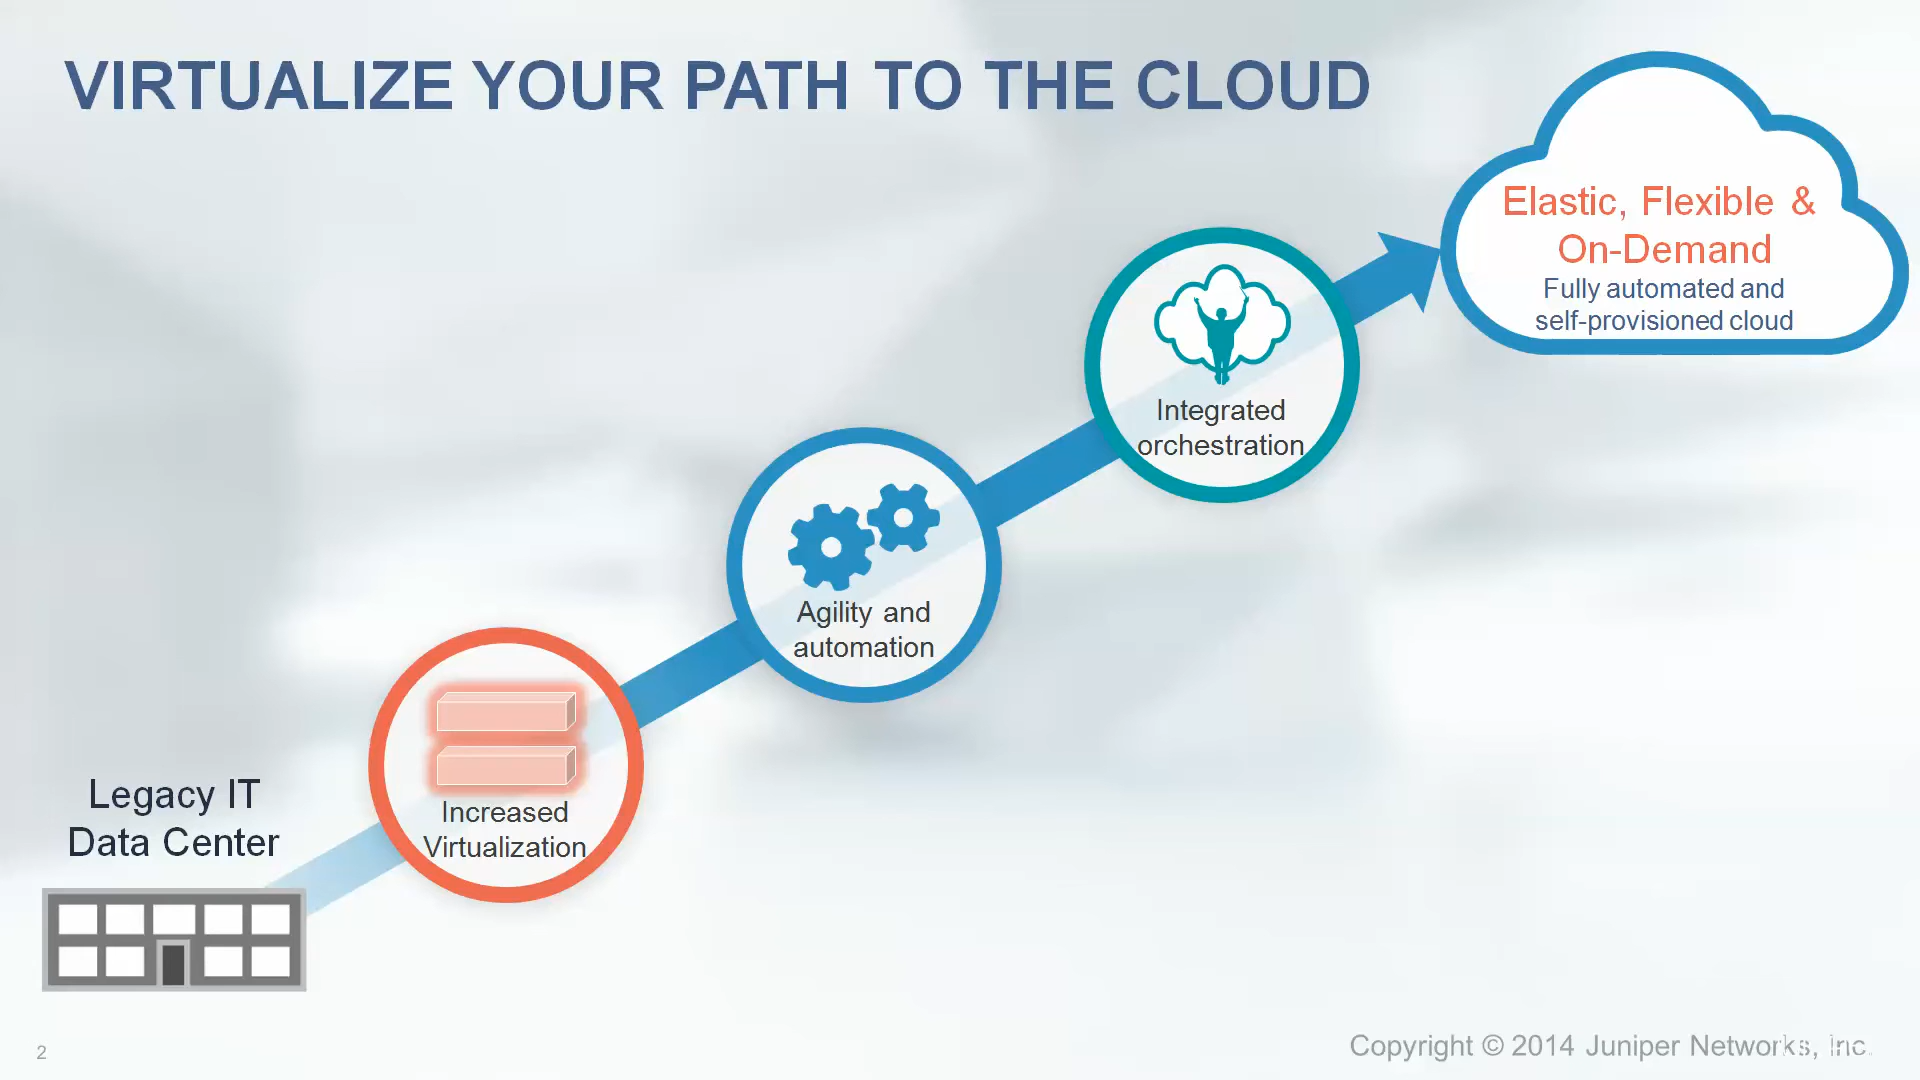 VIRTUALIZE YOUR PATH TO THE CLOUD
Elastic, Flexible &
On-Demand
Fully automated and
self-provisioned cloud
Integrated
orchestration
Agility and
automation
Increased
Virtualization
Legacy IT
Data Center
2
Copyright © 2014 Juniper Networks, Inc.